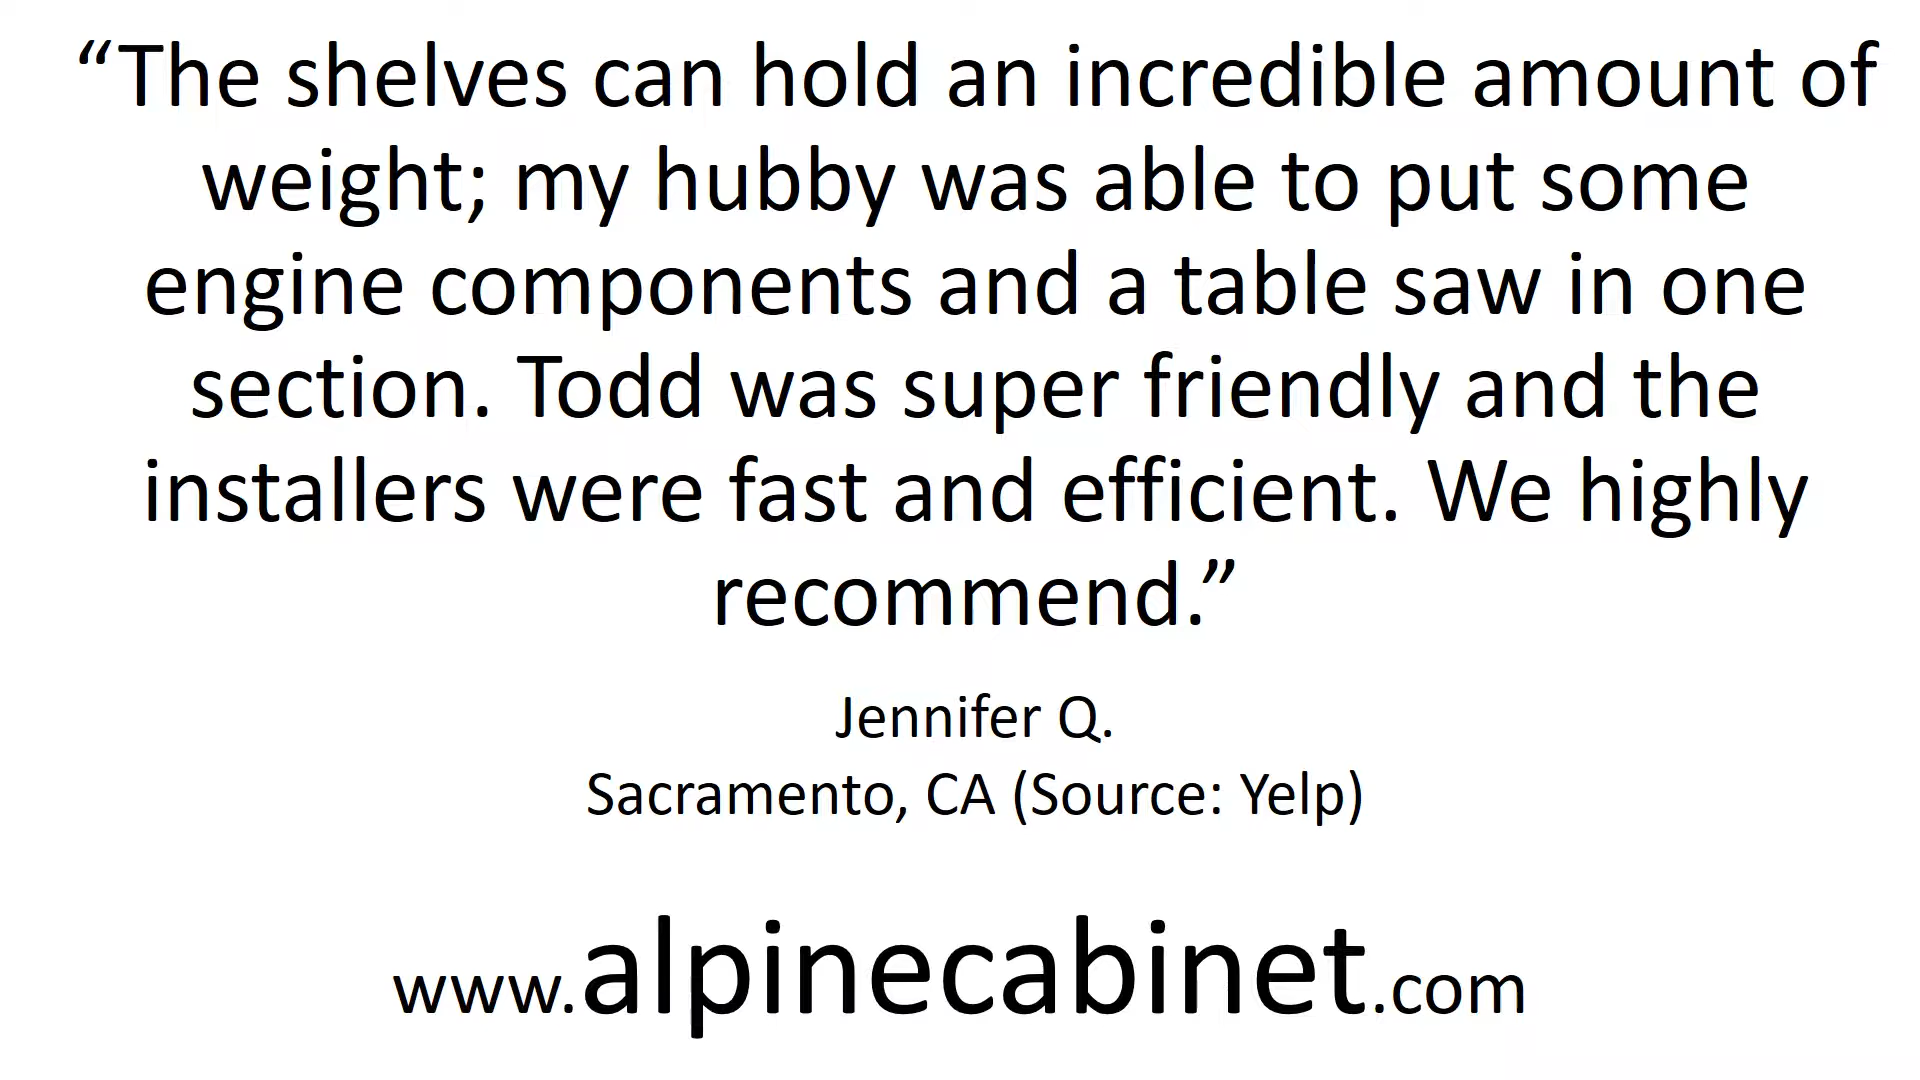 “The shelves can hold an incredible amount of
weight; my hubby was able to put some
engine components and a table saw in one
section. Todd was super friendly and the
installers were fast and efficient. We highly
recommend.”
Jennifer Q.
Sacramento, CA (Source: Yelp)
www.alpinecabinet.com